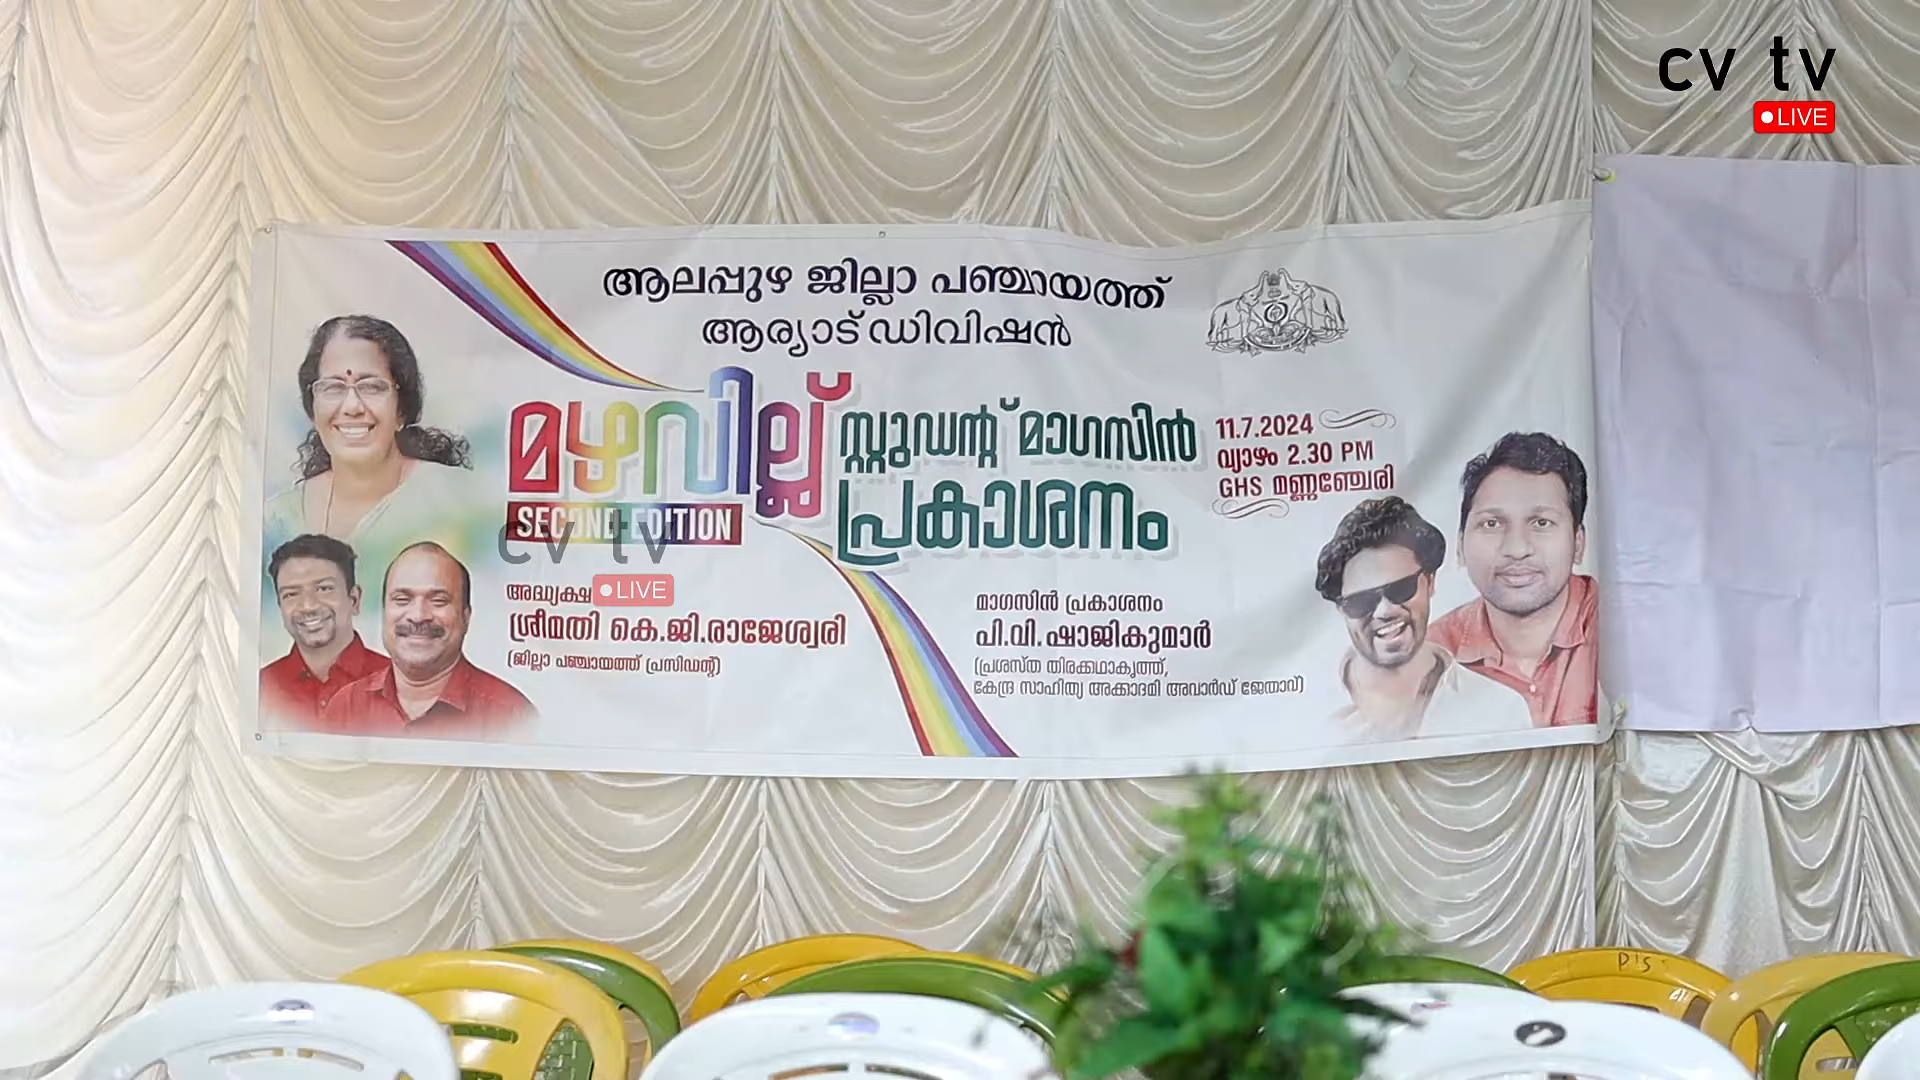 cv tv
LIVE
ആലപ്പുഴ ജില്ലാ പഞ്ചായത്ത്
ആര്യാട് ഡിവിഷൻ
മഴവില്ല് സ്റ്റുഡന്റ് മാഗസിൻ
പ്രകാശനം
SECOND EDITION
cv tv
LIVE
11.7.2024
വ്യാഴം 2.30 PM
GHS മണ്ണഞ്ചേരി
അദ്ധ്യക്ഷ
ശ്രീമതി കെ.ജി.രാജേശ്വരി
(ജില്ലാ പഞ്ചായത്ത് പ്രസിഡന്റ്)
മാഗസിൻ പ്രകാശനം
പി.വി.ഷാജികുമാർ
(പ്രശസ്ത തിരക്കഥാകൃത്ത്,
കേന്ദ്ര സാഹിത്യ അക്കാദമി അവാർഡ് ജേതാവ്)